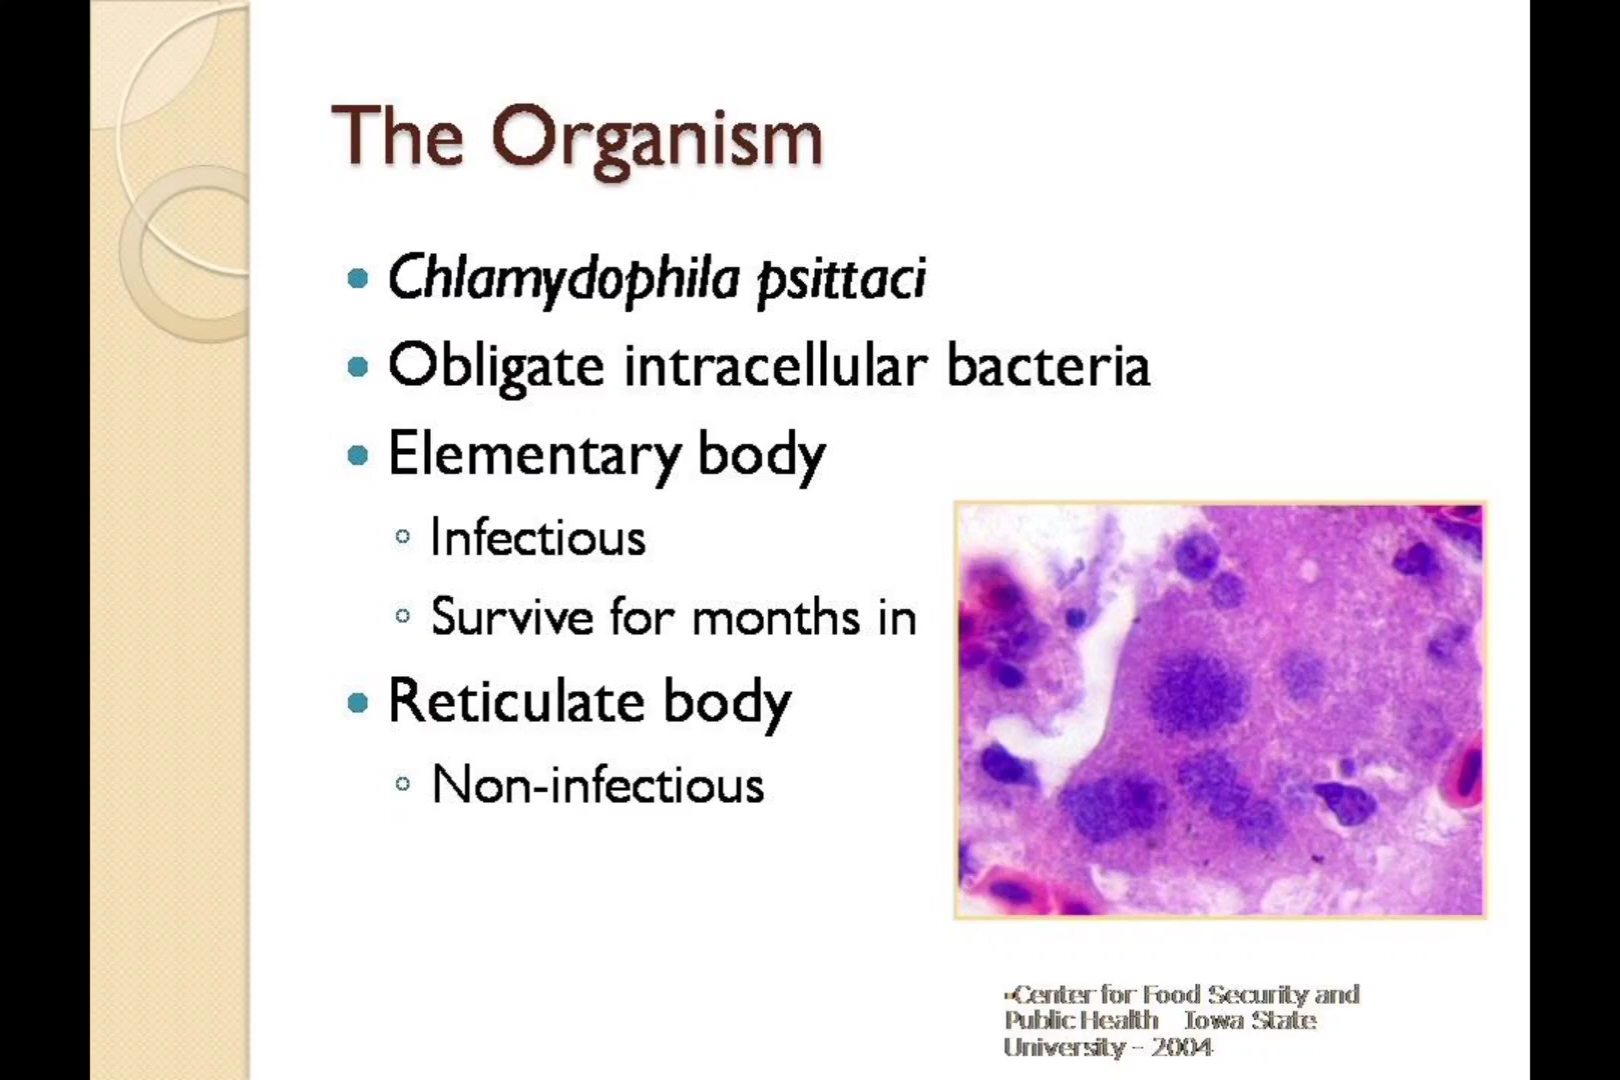 The Organism
Chlamydophila psittaci
Obligate intracellular bacteria
Elementary body
Infectious
Survive for months in
Reticulate body
Non-infectious
Center for Food Security and
Public Health Iowa State
University - 2004